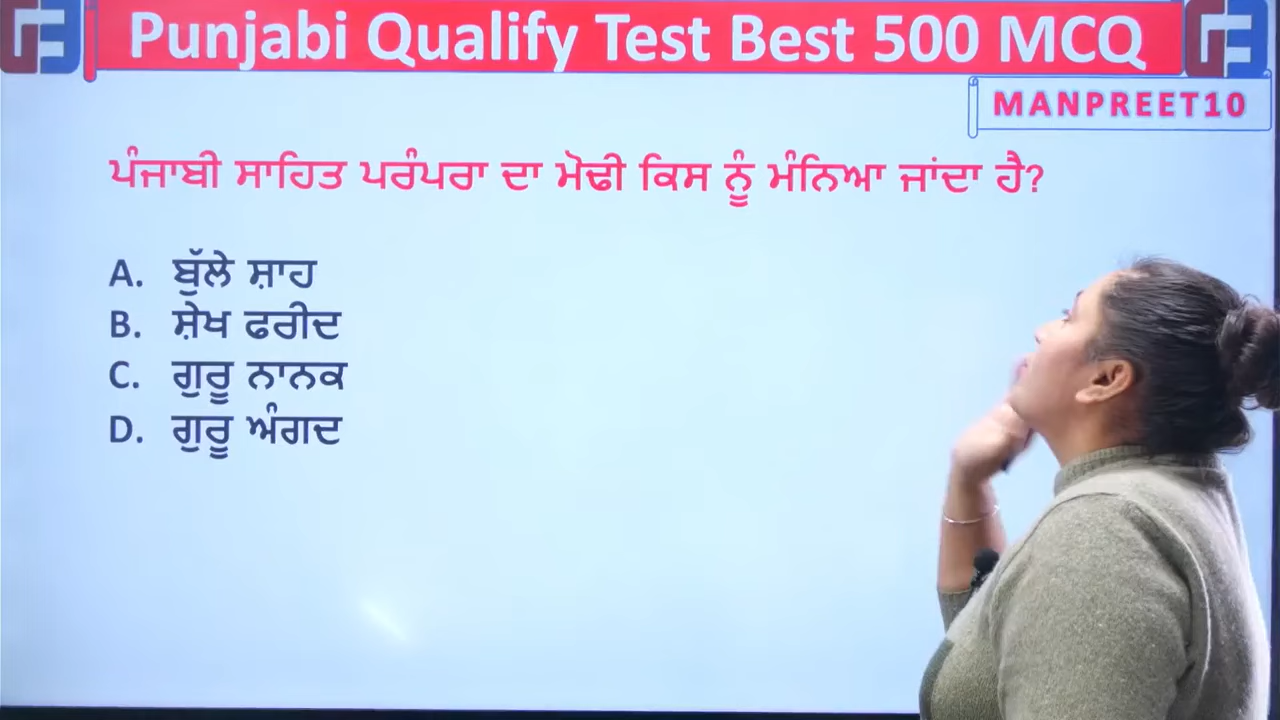 Punjabi Qualify Test Best 500 MCQ
MANPREET10
ਪੰਜਾਬੀ ਸਾਹਿਤ ਪਰੰਪਰਾ ਦਾ ਮੋਢੀ ਕਿਸ ਨੂੰ ਮੰਨਿਆ ਜਾਂਦਾ ਹੈ?
A. ਬੁੱਲੇ ਸ਼ਾਹ
B. ਸ਼ੇਖ ਫਰੀਦ
C. ਗੁਰੂ ਨਾਨਕ
D. ਗੁਰੂ ਅੰਗਦ